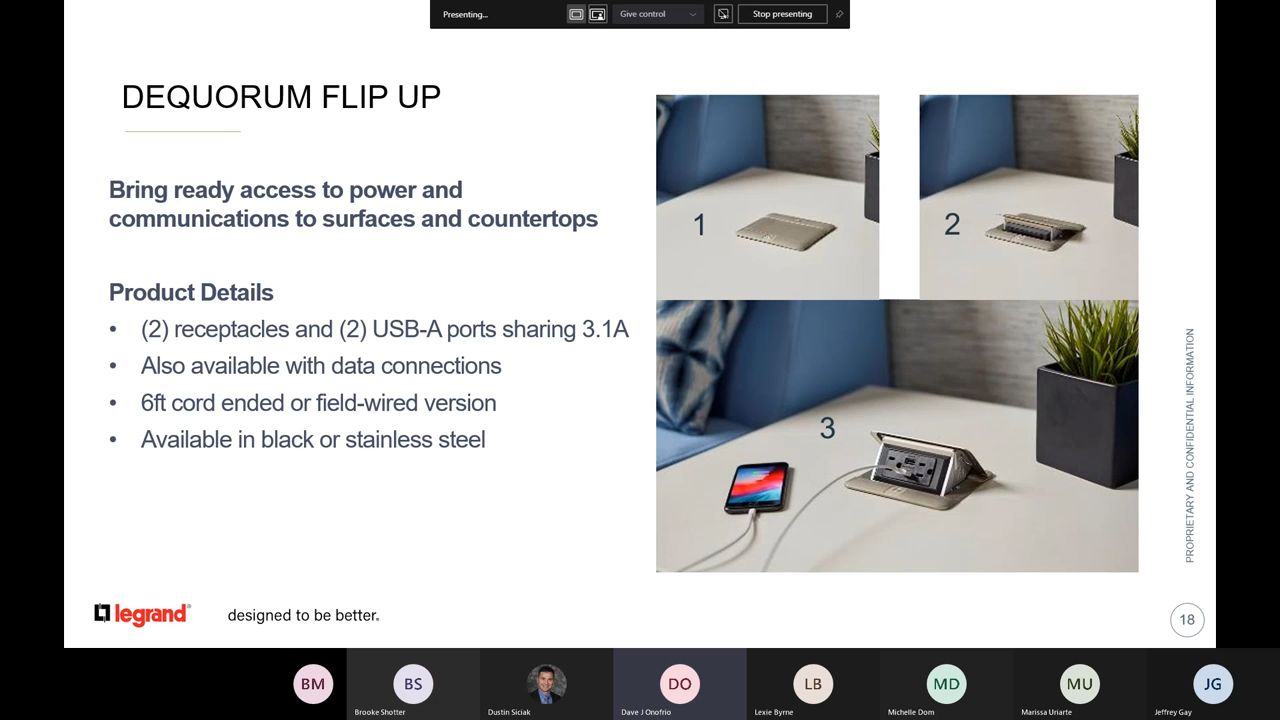 Presenting...
Give control
Stop presenting
DEQUORUM FLIP UP
Bring ready access to power and
communications to surfaces and countertops
Product Details
• (2) receptacles and (2) USB-A ports sharing 3.1A
• Also available with data connections
• 6ft cord ended or field-wired version
• Available in black or stainless steel
1
2
3
PROPRIETARY AND CONFIDENTIAL INFORMATION
legrand®
designed to be better.
18
BM
BS
DO
LB
MD
MU
JG
Brooke Shotter
Dustin Siciak
Dave J Onofrio
Lexie Byrne
Michelle Dom
Marissa Uriarte
Jeffrey Gay